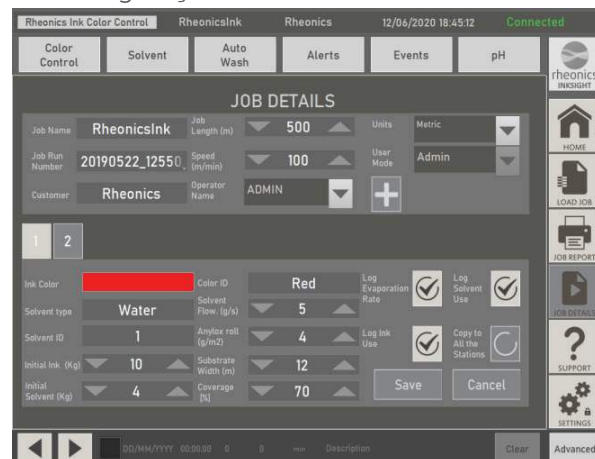 Rheonics Ink Color Control RheonicsInk Rheonics 12/06/2020 18:45:12 Connected
Color Control Solvent Auto Wash Alerts Events pH
rheonics
INKSIGHT
JOB DETAILS
Job Name RheonicsInk Job Length (m) 500 Units Metric
HOME
Job Run Number 20190522_12550 Speed (m/min) 100 User Mode Admin
Customer Rheonics Operator Name ADMIN
LOAD JOB
1 2
JOB REPORT
Ink Color Color ID Red Log Evaporation Rate Log Solvent Use
JOB DETAILS
Solvent type Water Solvent Flow. (g/s) 5
Solvent ID 1 Anylox roll (g/m2) 4 Log Ink Use Copy to All the Stations
SUPPORT
Initial Ink. (Kg) 10 Substrate Width (m) 12
Initial Solvent (Kg) 4 Coverage [%] 70 Save Cancel
SETTINGS
DD/MM/YYYY 00:00:00 0 0 min Description Clear Advanced